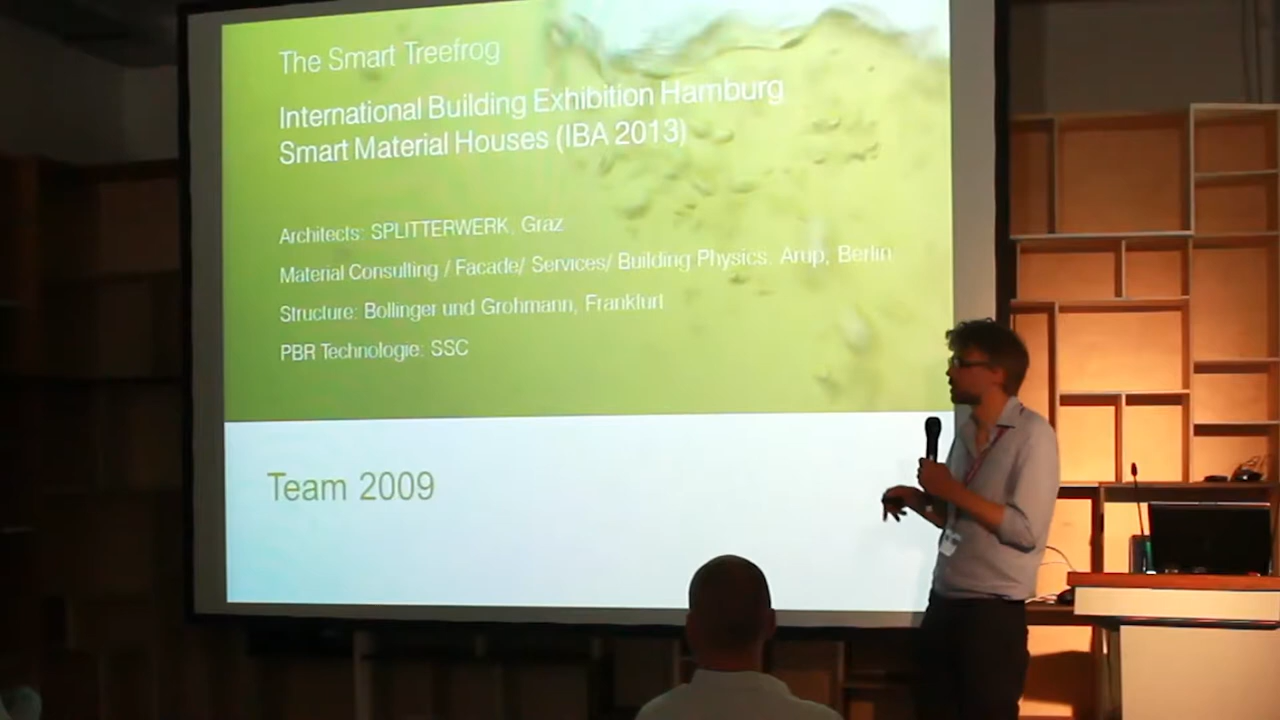 The Smart Treefrog
International Building Exhibition Hamburg
Smart Material Houses (IBA 2013)
Architects: SPLITTERWERK, Graz
Material Consulting / Facade/ Services/ Building Physics: Arup, Berlin
Structure: Bollinger und Grohmann, Frankfurt
PBR Technologie: SSC
Team 2009